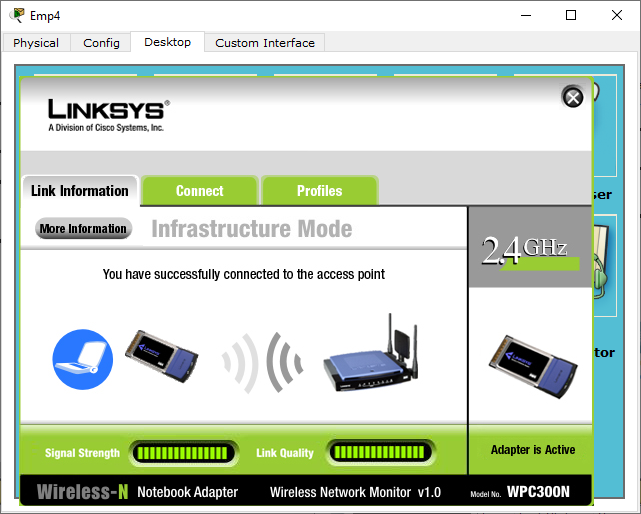 Emp4
Physical
Config
Desktop
Custom Interface
LINKSYS®
A Division of Cisco Systems, Inc.
Link Information
Connect
Profiles
More Information
Infrastructure Mode
2.4GHz
You have successfully connected to the access point
Signal Strength
Link Quality
Adapter is Active
Wireless-N Notebook Adapter
Wireless Network Monitor v1.0
Model No. WPC300N
ser
tor